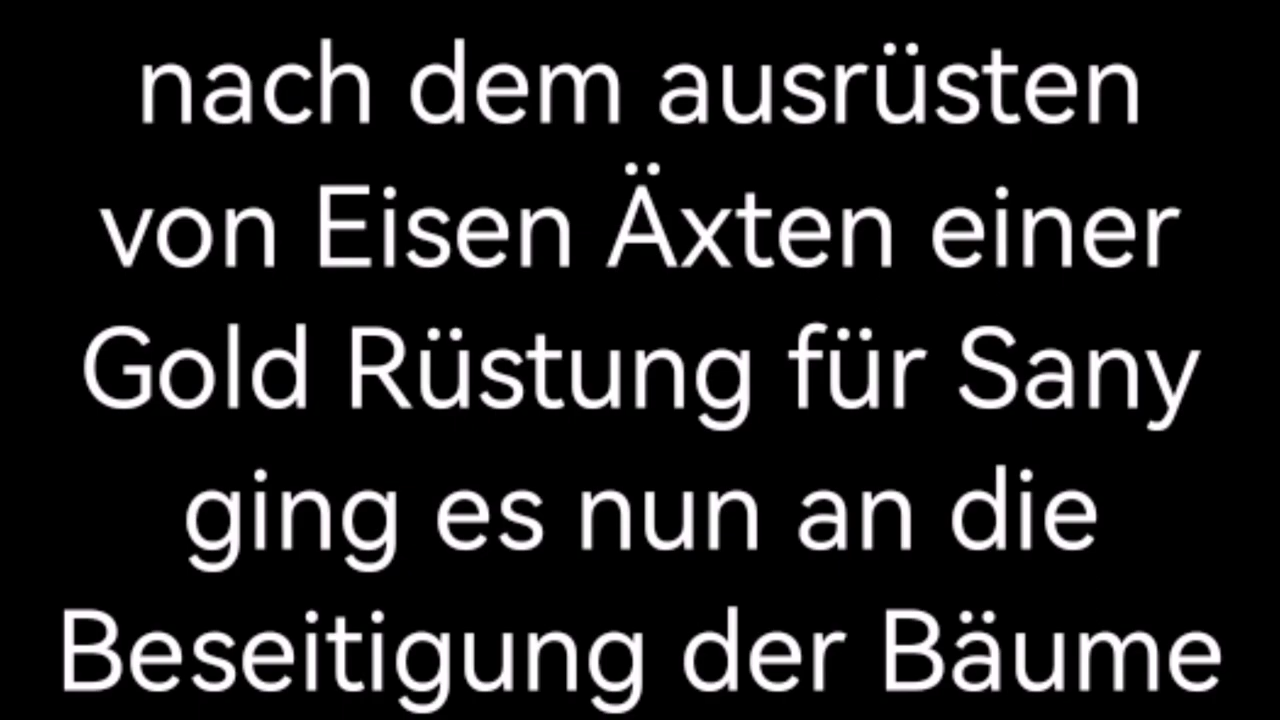 nach dem ausrüsten
von Eisen Äxten einer
Gold Rüstung für Sany
ging es nun an die
Beseitigung der Bäume